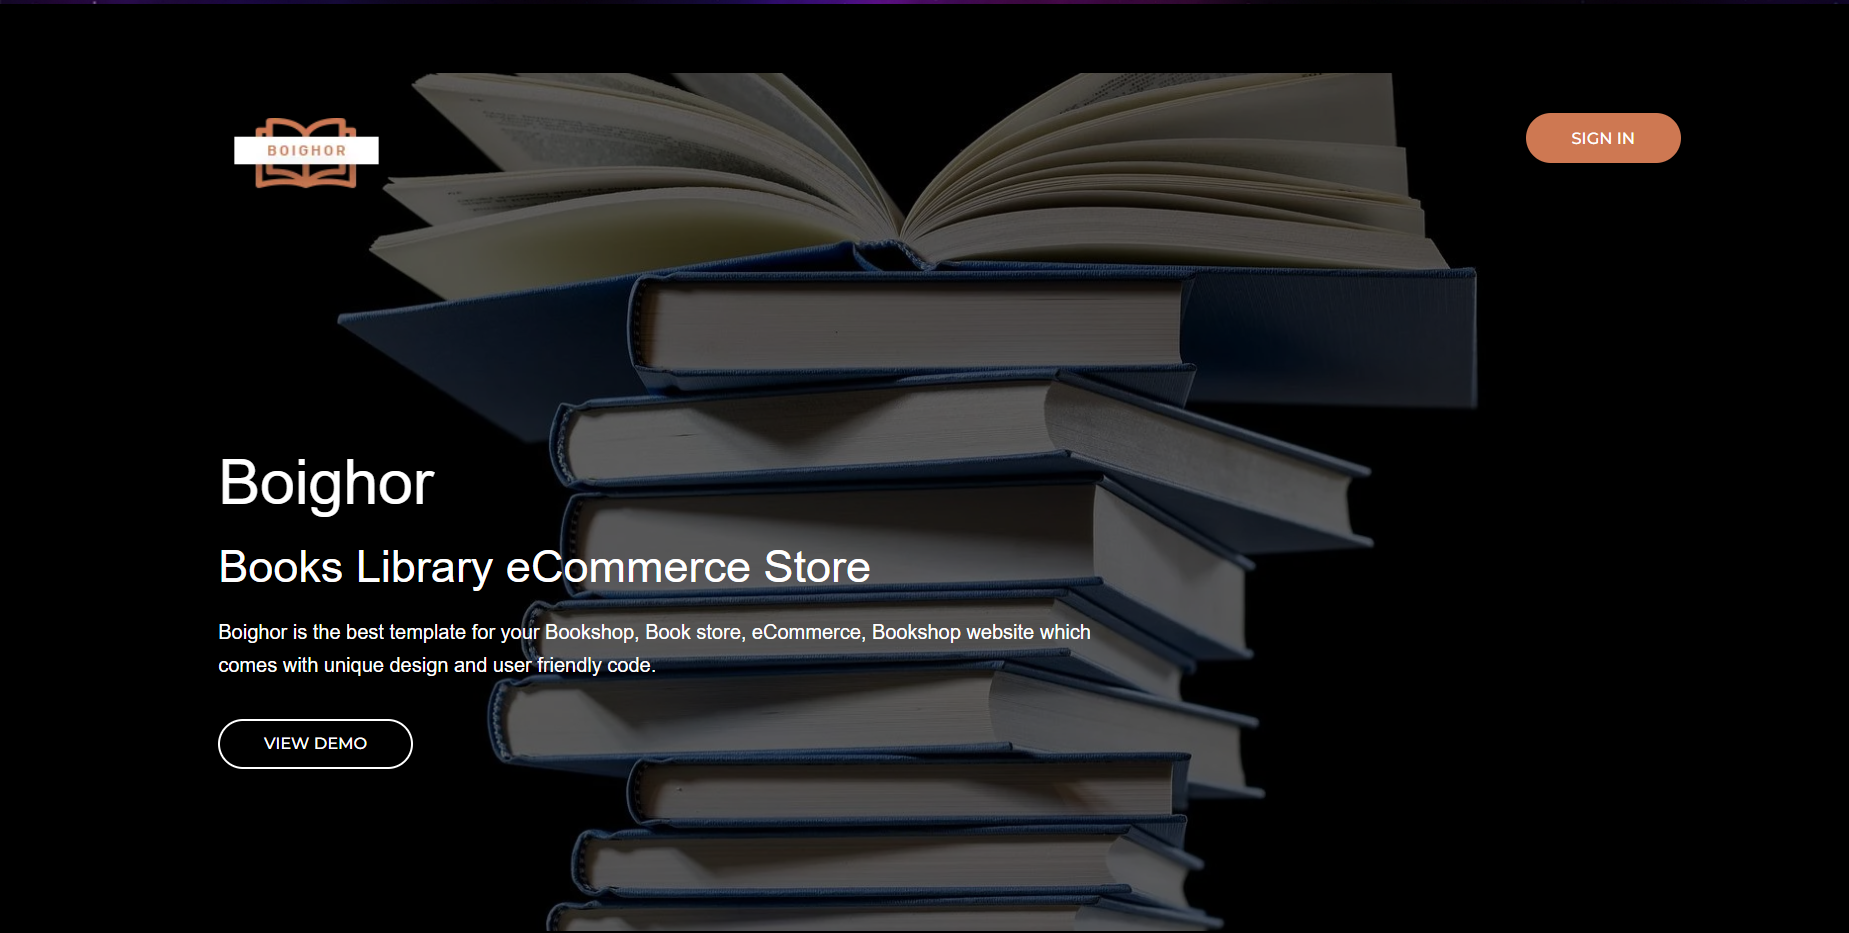 BOIGHOR
SIGN IN
Boighor
Books Library eCommerce Store
Boighor is the best template for your Bookshop, Book store, eCommerce, Bookshop website which
comes with unique design and user friendly code.
VIEW DEMO